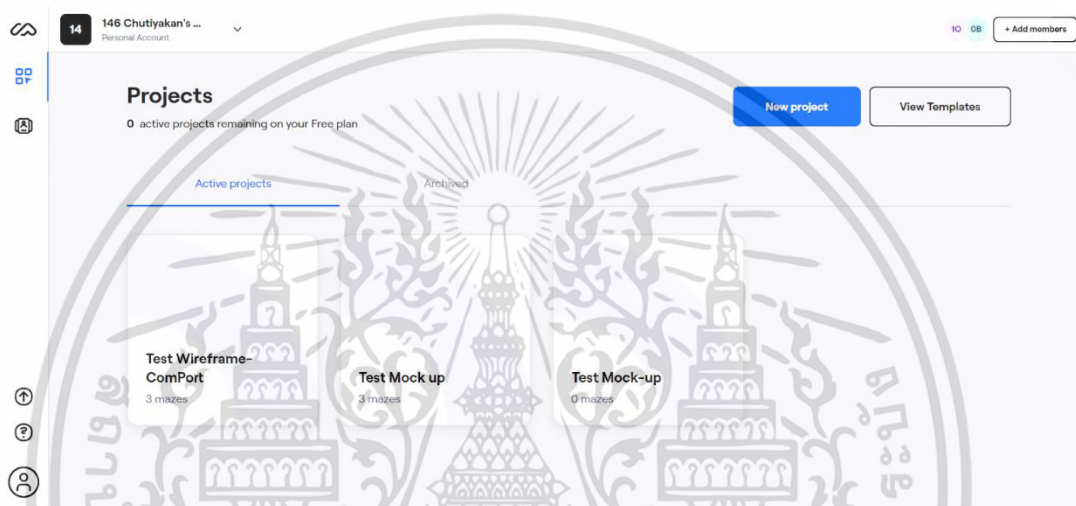 14
146 Chutiyakan's ...
Personal Account
10 0B
+ Add members
Projects
0 active projects remaining on your Free plan
New project
View Templates
Active projects
Archived
Test Wireframe-
ComPort
3 mazes
Test Mock up
3 mazes
Test Mock-up
0 mazes